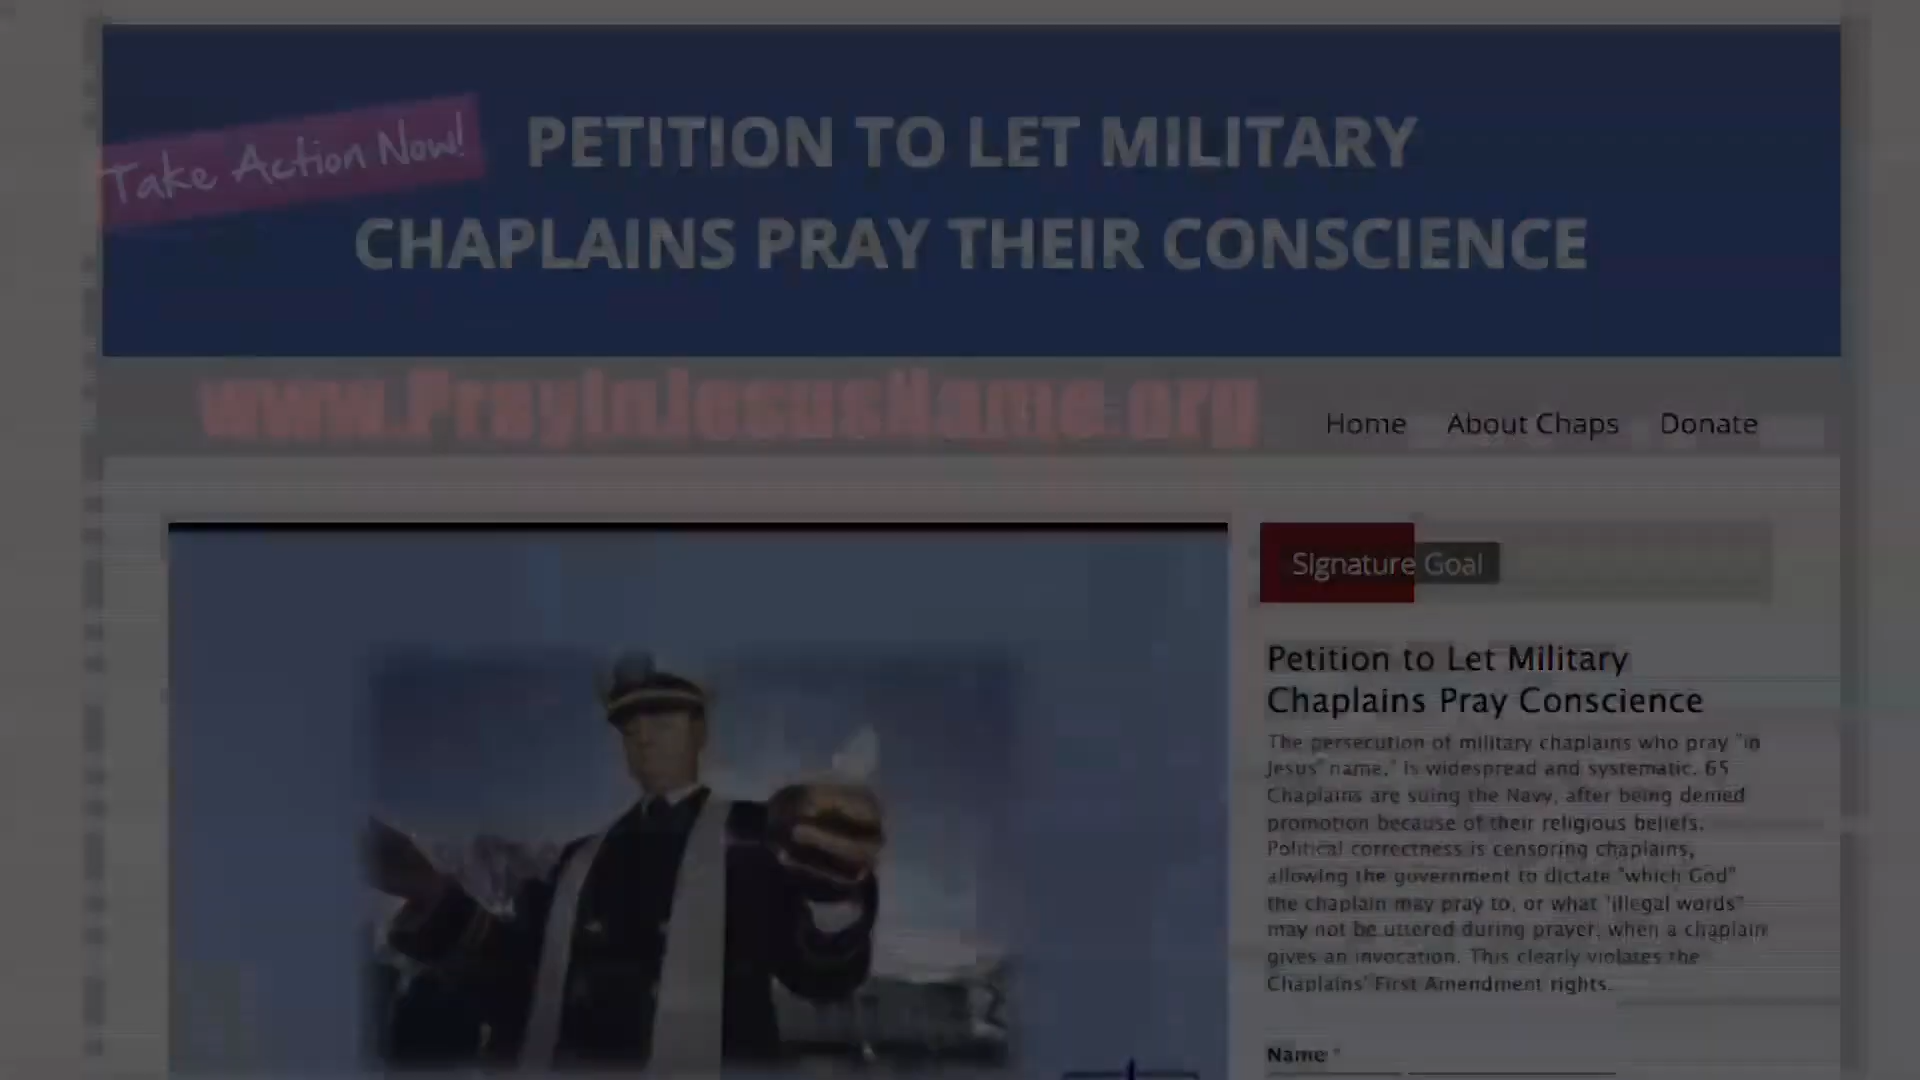 Take Action Now!
PETITION TO LET MILITARY
CHAPLAINS PRAY THEIR CONSCIENCE
www.PrayInJesusName.org
Home About Chaps Donate
Signature Goal
Petition to Let Military
Chaplains Pray Conscience
The persecution of military chaplains who pray "in
Jesus' name," is widespread and systematic. 65
Chaplains are suing the Navy, after being denied
promotion because of their religious beliefs.
Political correctness is censoring chaplains,
allowing the government to dictate "which God"
the chaplain may pray to, or what "illegal words"
may not be uttered during prayer, when a chaplain
gives an invocation. This clearly violates the
Chaplains' First Amendment rights.
Name *